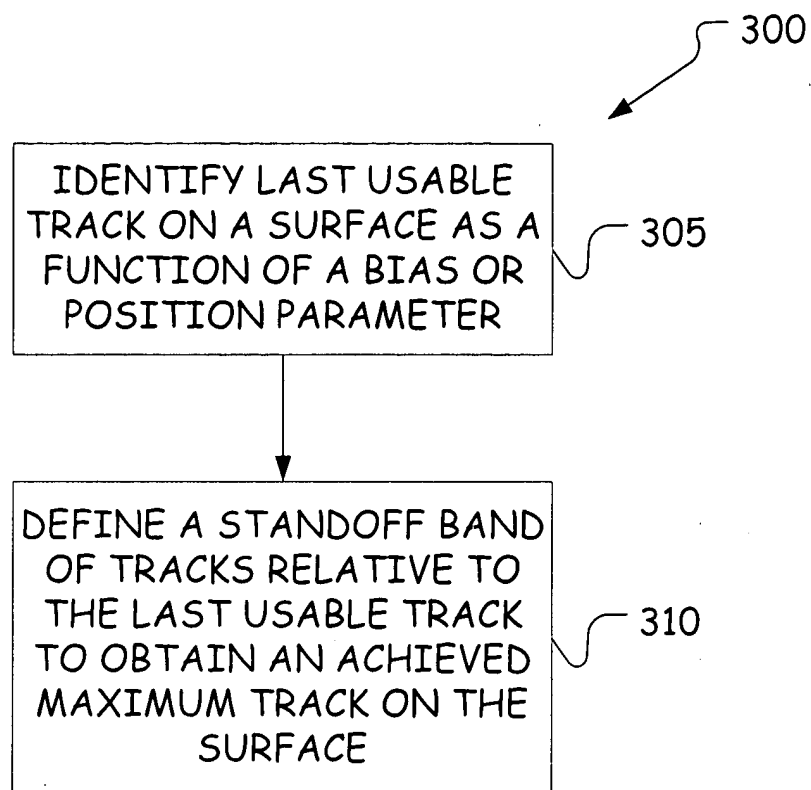 300
IDENTIFY LAST USABLE
TRACK ON A SURFACE AS A
FUNCTION OF A BIAS OR
POSITION PARAMETER
305
DEFINE A STANDOFF BAND
OF TRACKS RELATIVE TO
THE LAST USABLE TRACK
TO OBTAIN AN ACHIEVED
MAXIMUM TRACK ON THE
SURFACE
310